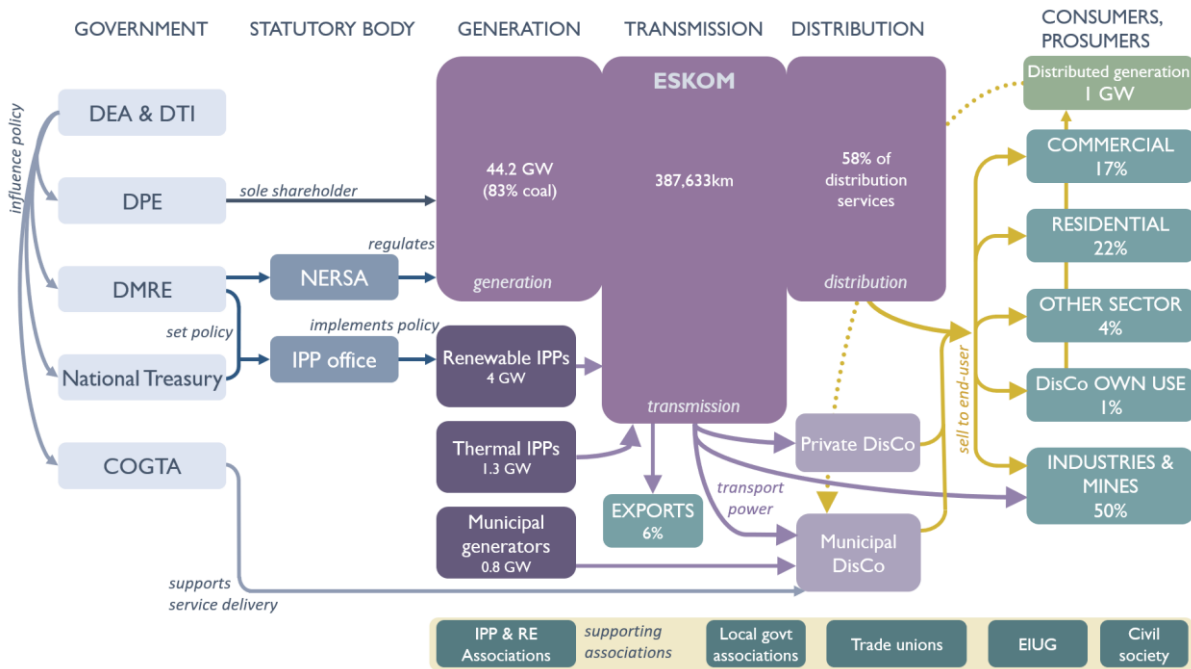 GOVERNMENT
STATUTORY BODY
GENERATION
TRANSMISSION
DISTRIBUTION
CONSUMERS,
PROSUMERS
influence policy
DEA & DTI
DPE
DMRE
National Treasury
COGTA
sole shareholder
set policy
supports
service delivery
NERSA
IPP office
regulates
implements policy
ESKOM
44.2 GW
(83% coal)
generation
387,633km
transmission
58% of
distribution
services
distribution
Renewable IPPs
4 GW
Thermal IPPs
1.3 GW
Municipal
generators
0.8 GW
EXPORTS
6%
transport
power
Private DisCo
Municipal
DisCo
sell to end-user
Distributed generation
1 GW
COMMERCIAL
17%
RESIDENTIAL
22%
OTHER SECTOR
4%
DisCo OWN USE
1%
INDUSTRIES &
MINES
50%
IPP & RE
Associations
supporting
associations
Local govt
associations
Trade unions
EIUG
Civil
society